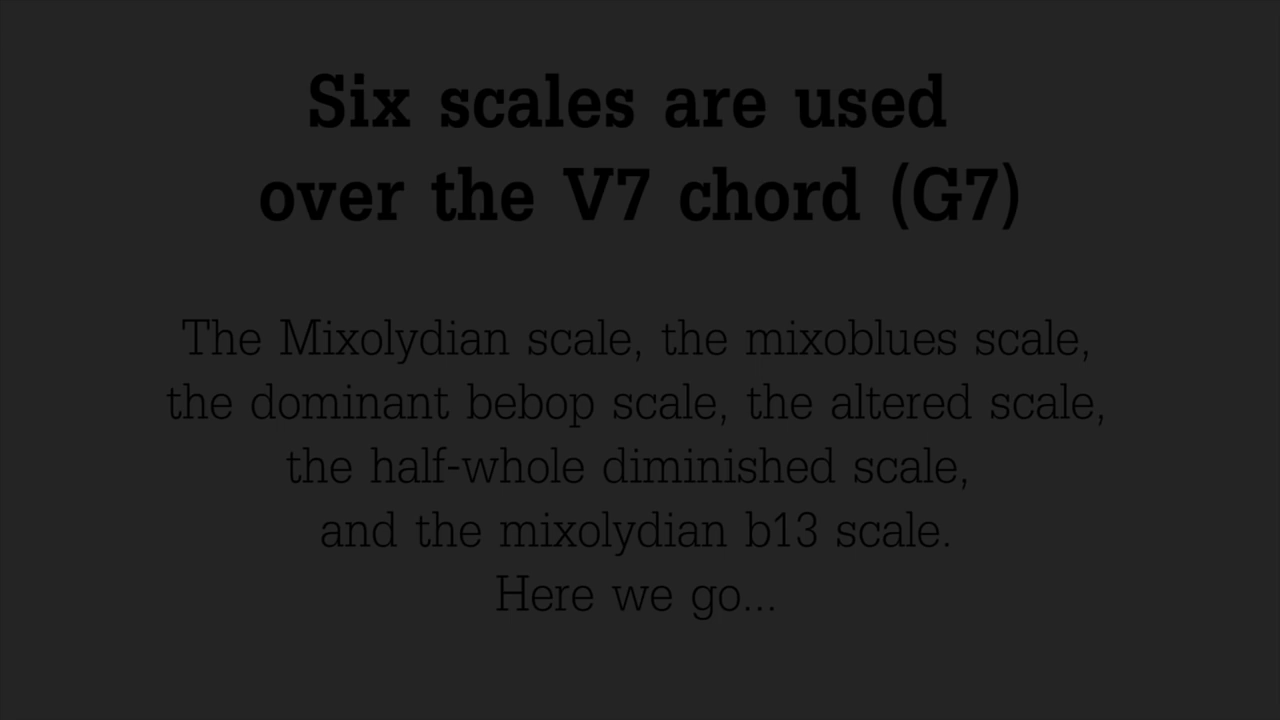 Six scales are used
over the V7 chord (G7)
The Mixolydian scale, the mixoblues scale,
the dominant bebop scale, the altered scale,
the half-whole diminished scale,
and the mixolydian b13 scale.
Here we go...